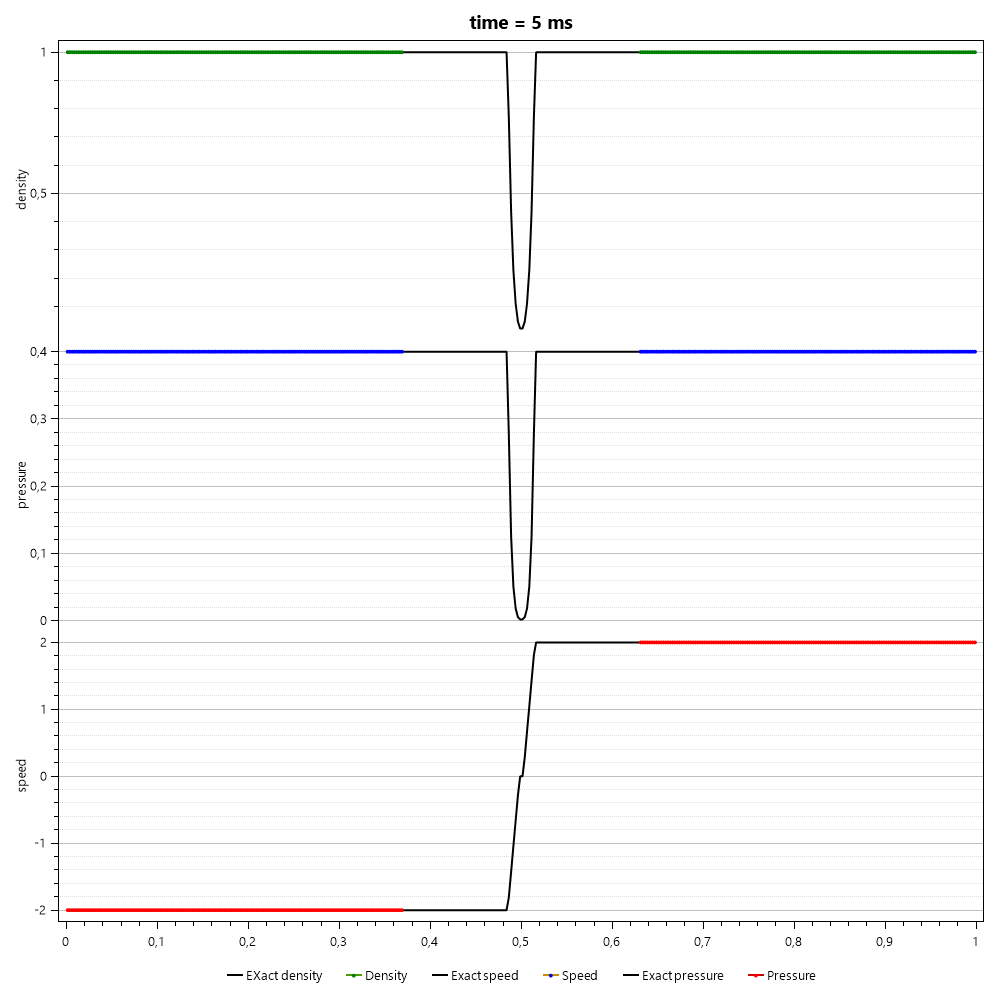 time = 5 ms
1
0,5
density
0,4
0,3
0,2
0,1
0
pressure
2
1
0
-1
-2
speed
0 0,1 0,2 0,3 0,4 0,5 0,6 0,7 0,8 0,9 1
EXact density Density Exact speed Speed Exact pressure Pressure